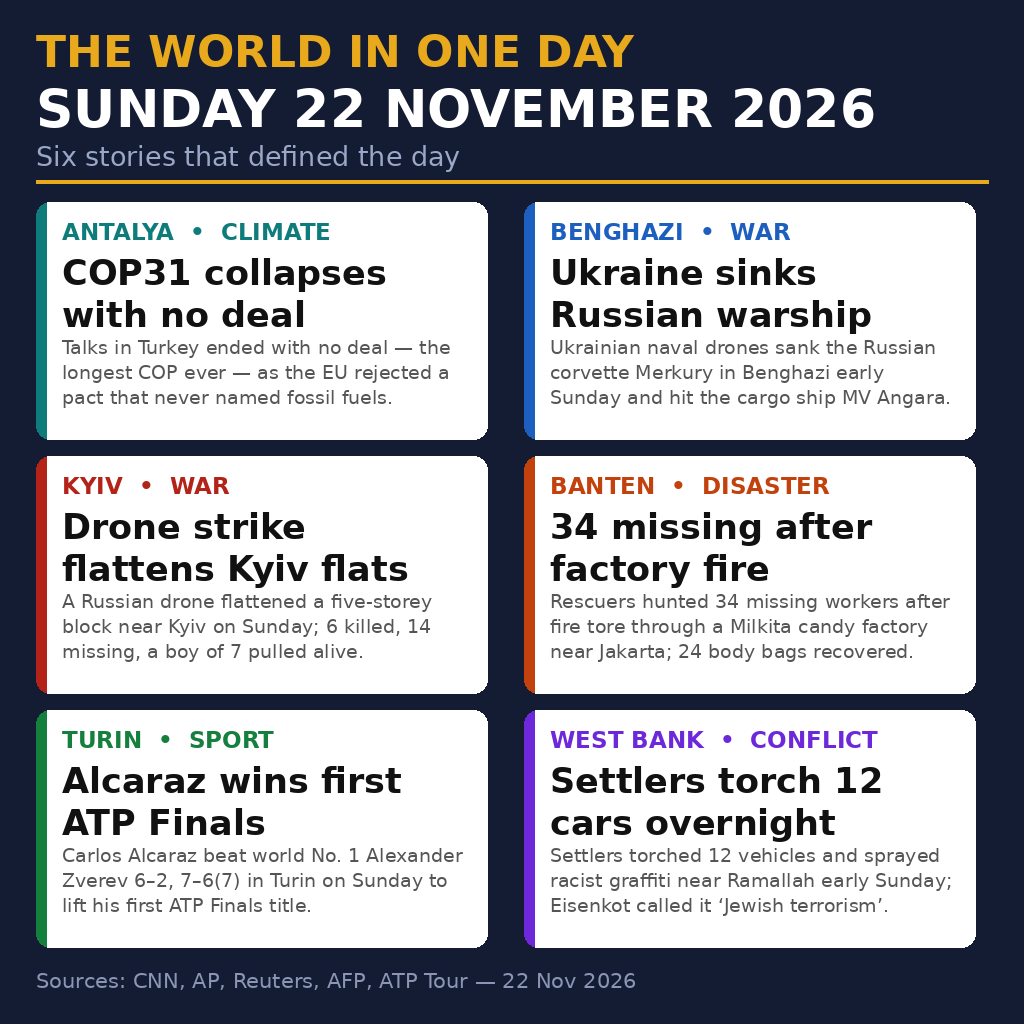 THE WORLD IN ONE DAY
SUNDAY 22 NOVEMBER 2026
Six stories that defined the day
ANTALYA • CLIMATE
COP31 collapses
with no deal
Talks in Turkey ended with no deal — the
longest COP ever — as the EU rejected a
pact that never named fossil fuels.
BENGHAZI • WAR
Ukraine sinks
Russian warship
Ukrainian naval drones sank the Russian
corvette Merkury in Benghazi early
Sunday and hit the cargo ship MV Angara.
KYIV • WAR
Drone strike
flattens Kyiv flats
A Russian drone flattened a five-storey
block near Kyiv on Sunday; 6 killed, 14
missing, a boy of 7 pulled alive.
BANTEN • DISASTER
34 missing after
factory fire
Rescuers hunted 34 missing workers after
fire tore through a Milkita candy factory
near Jakarta; 24 body bags recovered.
TURIN • SPORT
Alcaraz wins first
ATP Finals
Carlos Alcaraz beat world No. 1 Alexander
Zverev 6–2, 7–6(7) in Turin on Sunday to
lift his first ATP Finals title.
WEST BANK • CONFLICT
Settlers torch 12
cars overnight
Settlers torched 12 vehicles and sprayed
racist graffiti near Ramallah early Sunday;
Eisenkot called it ‘Jewish terrorism’.
Sources: CNN, AP, Reuters, AFP, ATP Tour — 22 Nov 2026